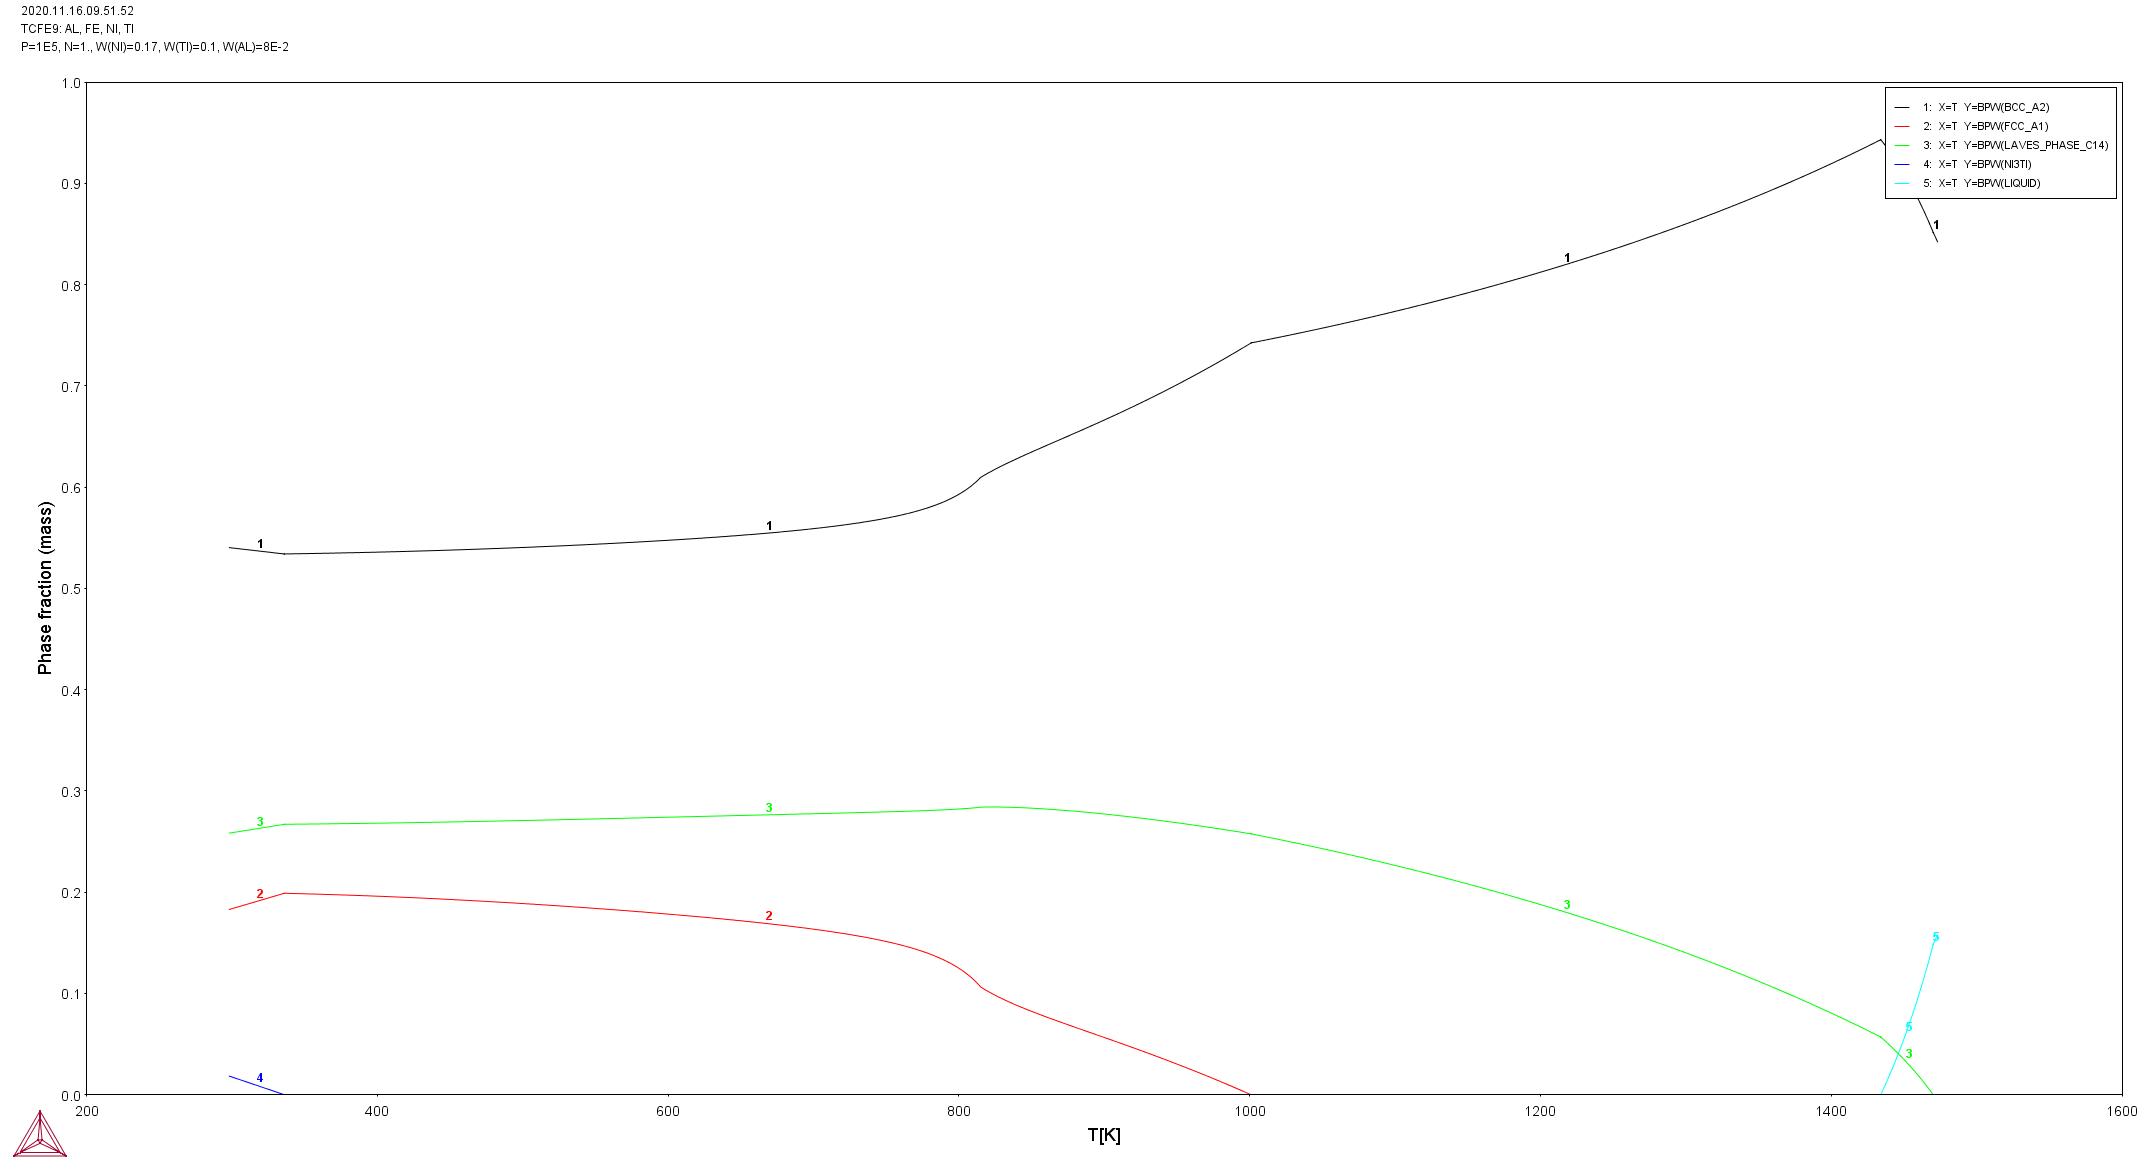 2020.11.16.09.51.52
TCFE9: AL, FE, NI, TI
P=1E5, N=1., W(NI)=0.17, W(TI)=0.1, W(AL)=8E-2
1.0
0.9
0.8
0.7
0.6
0.5
0.4
0.3
0.2
0.1
0.0
Phase fraction (mass)
1: X=T Y=BPW(BCC_A2)
2: X=T Y=BPW(FCC_A1)
3: X=T Y=BPW(LAVES_PHASE_C14)
4: X=T Y=BPW(NI3TI)
5: X=T Y=BPW(LIQUID)
1
1
1
1
3
3
3
3
2
2
4
5
5
200 400 600 800 1000 1200 1400 1600
T[K]